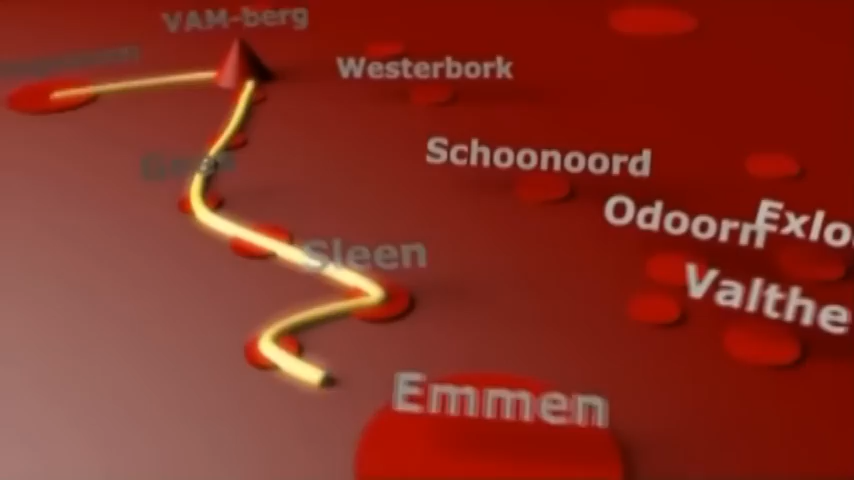 VAM-berg
Westerbork
Schoonoord
Odoorn
Exlo
Sleen
Valthe
Emmen